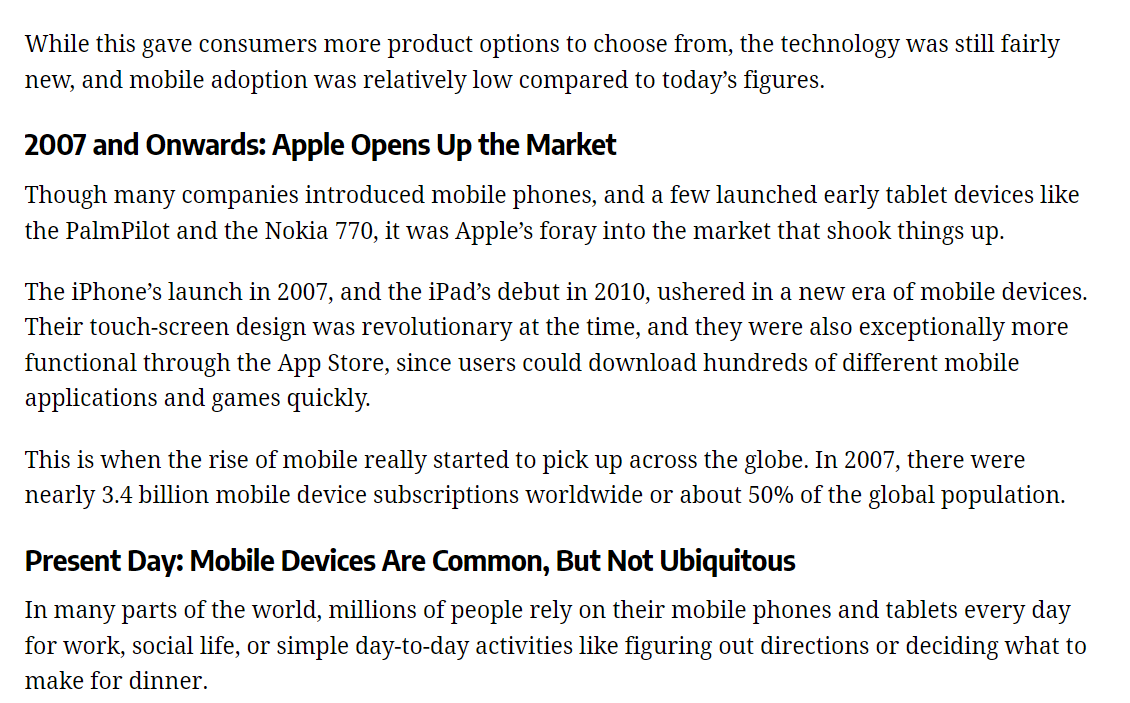 While this gave consumers more product options to choose from, the technology was still fairly
new, and mobile adoption was relatively low compared to today’s figures.
2007 and Onwards: Apple Opens Up the Market
Though many companies introduced mobile phones, and a few launched early tablet devices like
the PalmPilot and the Nokia 770, it was Apple’s foray into the market that shook things up.
The iPhone’s launch in 2007, and the iPad’s debut in 2010, ushered in a new era of mobile devices.
Their touch-screen design was revolutionary at the time, and they were also exceptionally more
functional through the App Store, since users could download hundreds of different mobile
applications and games quickly.
This is when the rise of mobile really started to pick up across the globe. In 2007, there were
nearly 3.4 billion mobile device subscriptions worldwide or about 50% of the global population.
Present Day: Mobile Devices Are Common, But Not Ubiquitous
In many parts of the world, millions of people rely on their mobile phones and tablets every day
for work, social life, or simple day-to-day activities like figuring out directions or deciding what to
make for dinner.